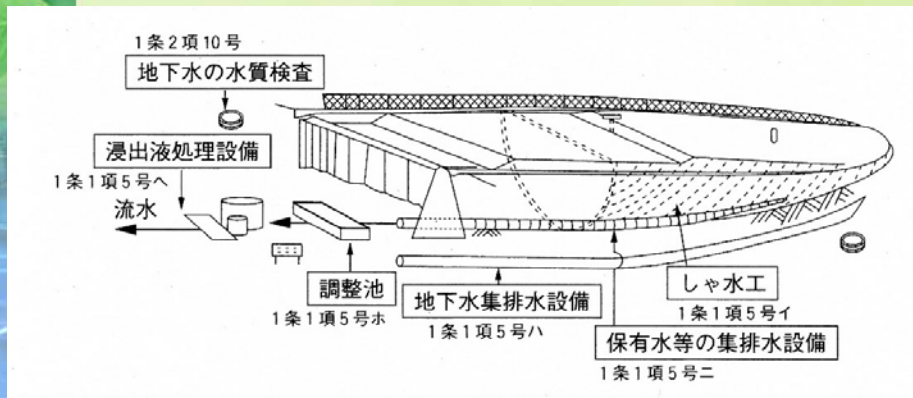 1条2項10号
地下水の水質検査
浸出液処理設備
1条1項5号ヘ
流水
調整池
1条1項5号ホ
地下水集排水設備
1条1項5号ハ
しゃ水工
1条1項5号イ
保有水等の集排水設備
1条1項5号ニ